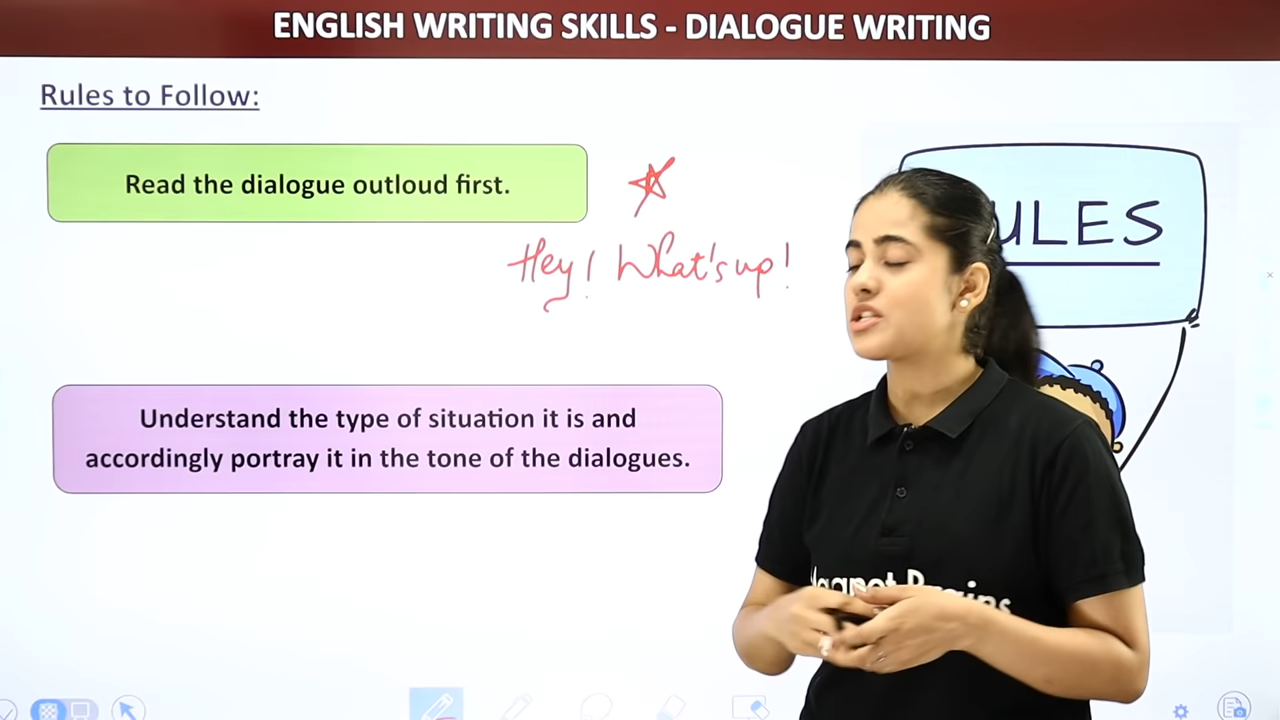 ENGLISH WRITING SKILLS - DIALOGUE WRITING
Rules to Follow:
Read the dialogue outloud first.
Hey! What's up!
ULES
Understand the type of situation it is and
accordingly portray it in the tone of the dialogues.